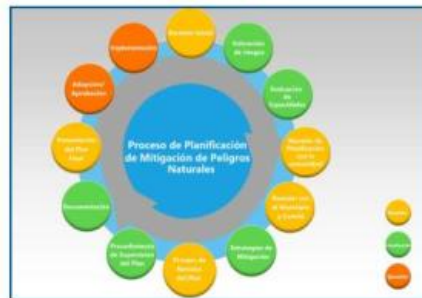 Proceso de Planificación
de Mitigación de Peligros
Naturales
Evaluación
de Riesgos
Evaluación
de
Capacidades
Reunión de
Planificación
con la
comunidad
Reunión con
el Municipio
y Comité
Estrategias de
Mitigación
Proceso de
Revisión
del Plan
Procedimiento
de Supervisión
del Plan
Documentación
Presentación
del Plan
Final
Adopción/
Aprobación
Implementación